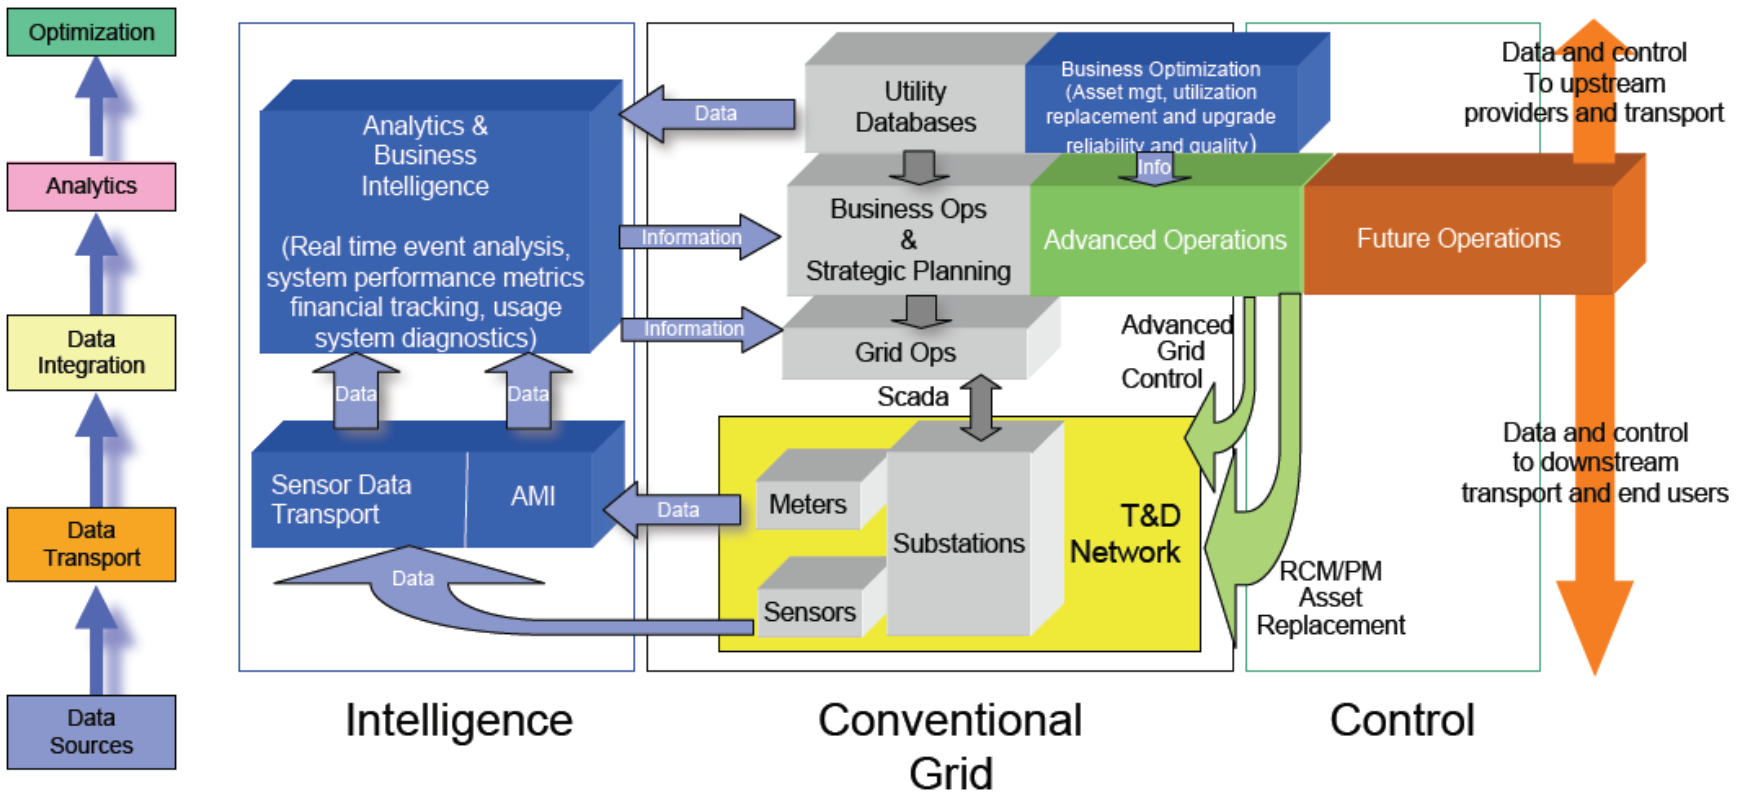 Optimization
Analytics
Data
Integration
Data
Transport
Data
Sources
Analytics &
Business
Intelligence
(Real time event analysis,
system performance metrics
financial tracking, usage
system diagnostics)
Data
Data
Sensor Data
Transport
AMI
Data
Data
Data
Information
Information
Utility
Databases
Business Optimization
(Asset mgt, utilization
replacement and upgrade
reliability and quality)
Info
Business Ops
&
Strategic Planning
Advanced Operations
Future Operations
Grid Ops
Scada
Advanced
Grid
Control
Meters
Sensors
Substations
T&D
Network
RCM/PM
Asset
Replacement
Data and control
To upstream
providers and transport
Data and control
to downstream
transport and end users
Intelligence
Conventional
Grid
Control